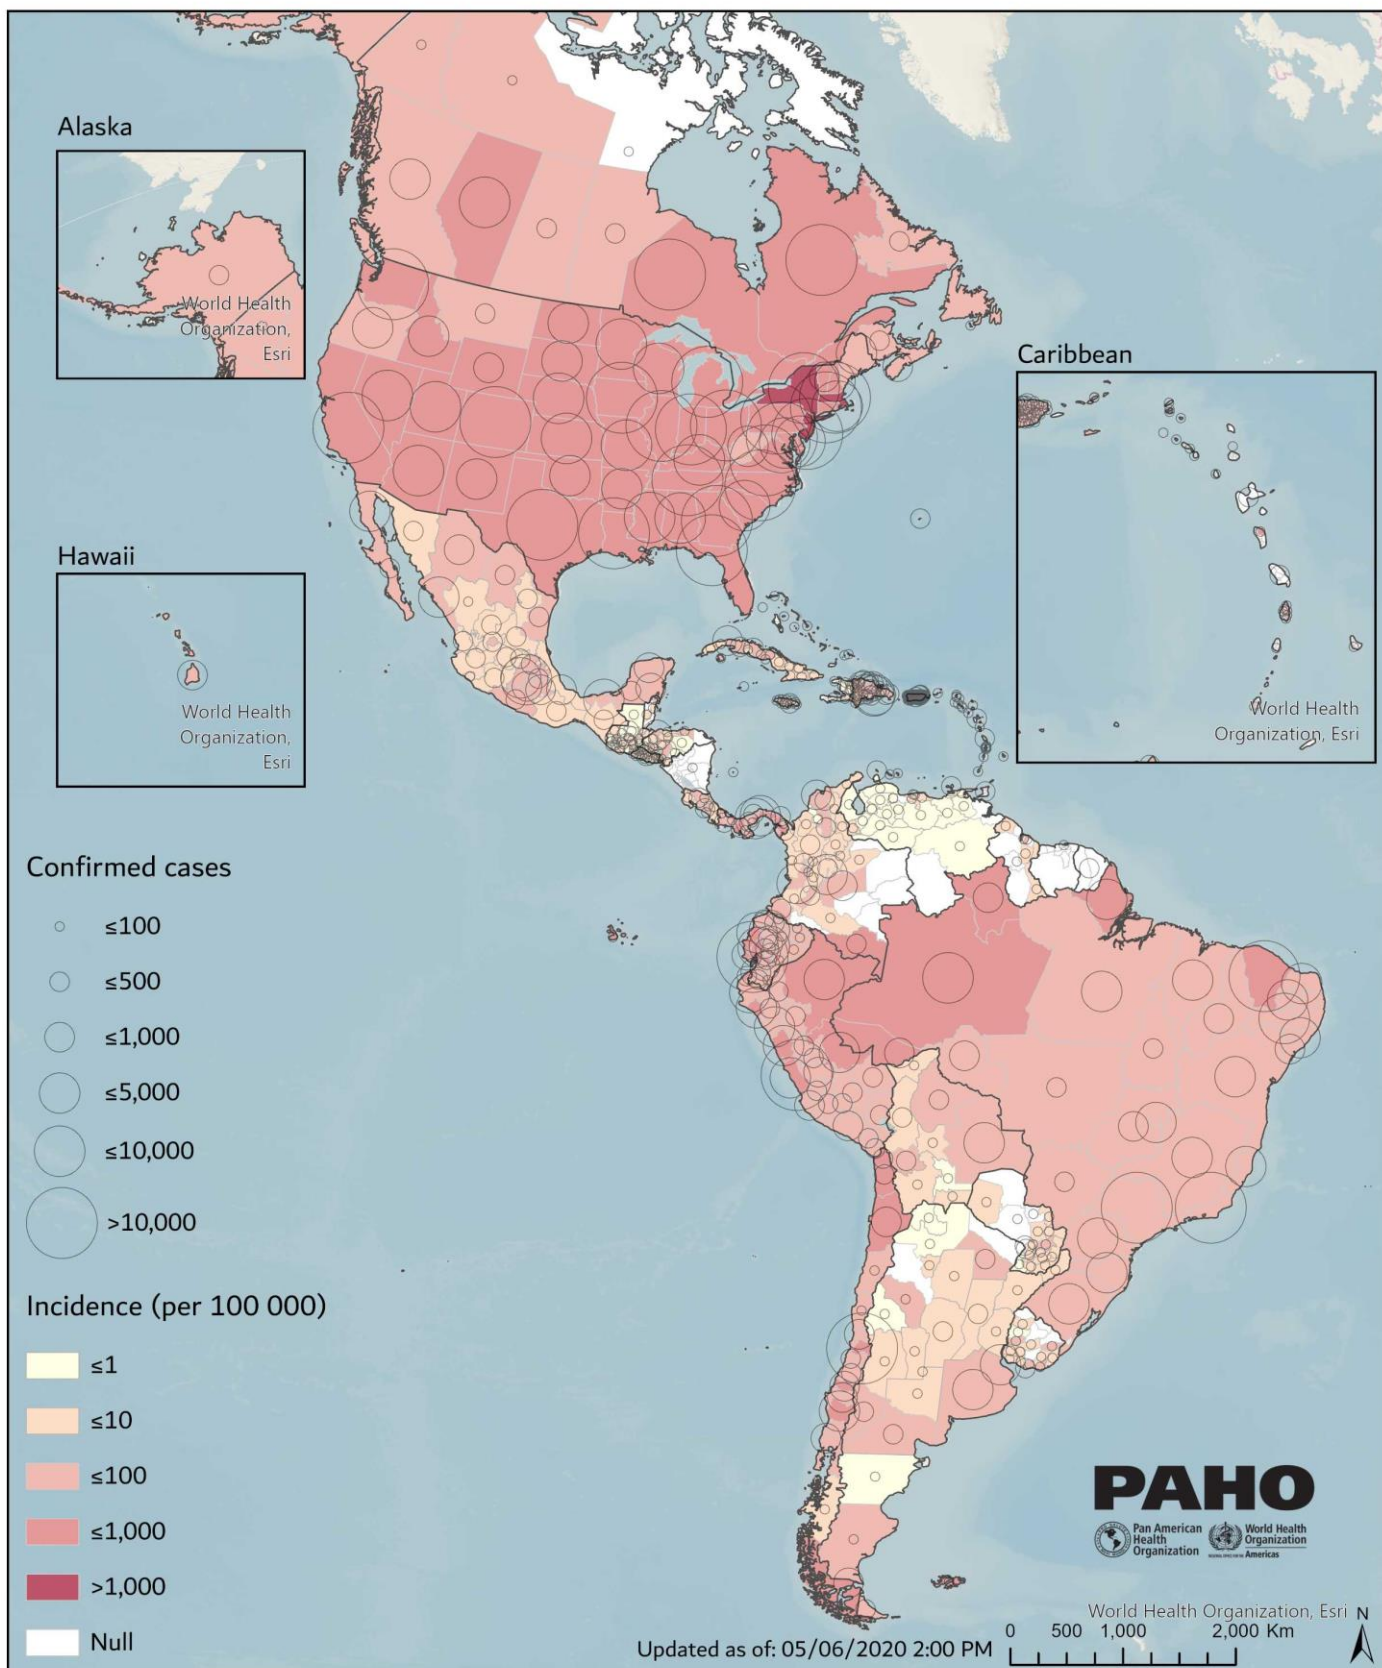 Alaska
World Health
Organization,
Esri
Caribbean
World Health
Organization, Esri
Hawaii
World Health
Organization,
Esri
Confirmed cases
≤100
≤500
≤1,000
≤5,000
≤10,000
>10,000
Incidence (per 100 000)
≤1
≤10
≤100
≤1,000
>1,000
Null
PAHO
Pan American
Health
Organization
World Health
Organization
Americas
World Health Organization, Esri
N
0 500 1,000 2,000 Km
Updated as of: 05/06/2020 2:00 PM